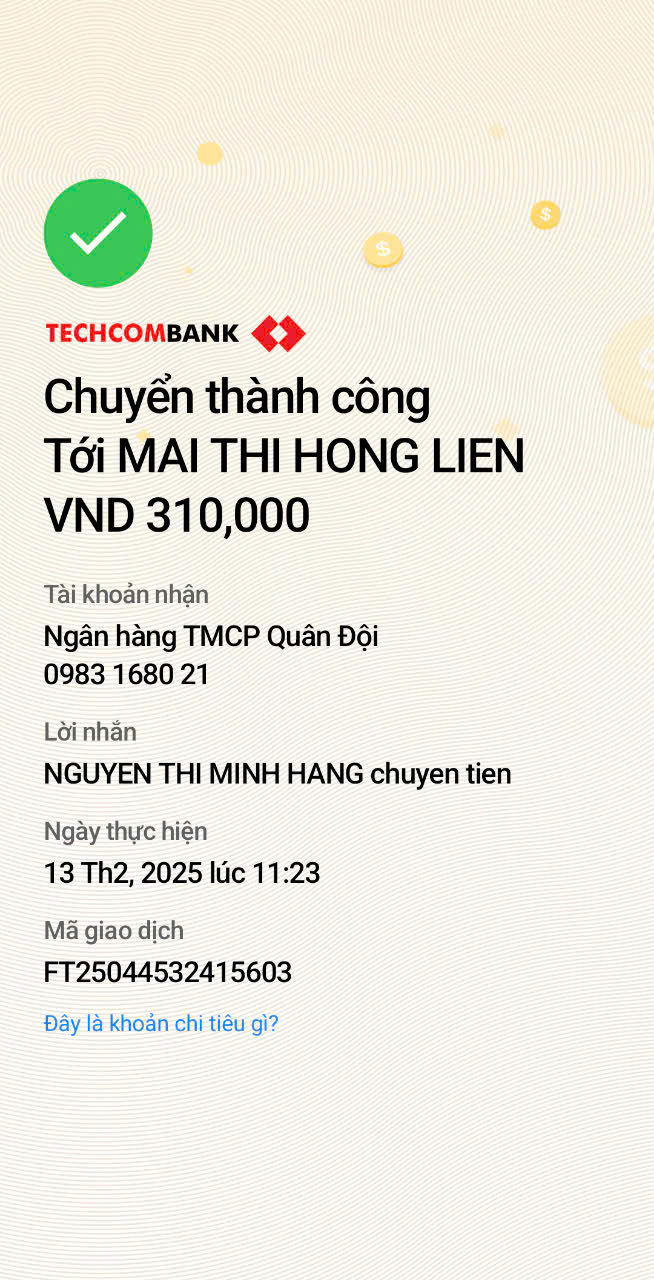 TECHCOMBANK
Chuyển thành công
Tới MAI THI HONG LIEN
VND 310,000
Tài khoản nhận
Ngân hàng TMCP Quân Đội
0983 1680 21
Lời nhắn
NGUYEN THI MINH HANG chuyen tien
Ngày thực hiện
13 Th2, 2025 lúc 11:23
Mã giao dịch
FT25044532415603
Đây là khoản chi tiêu gì?